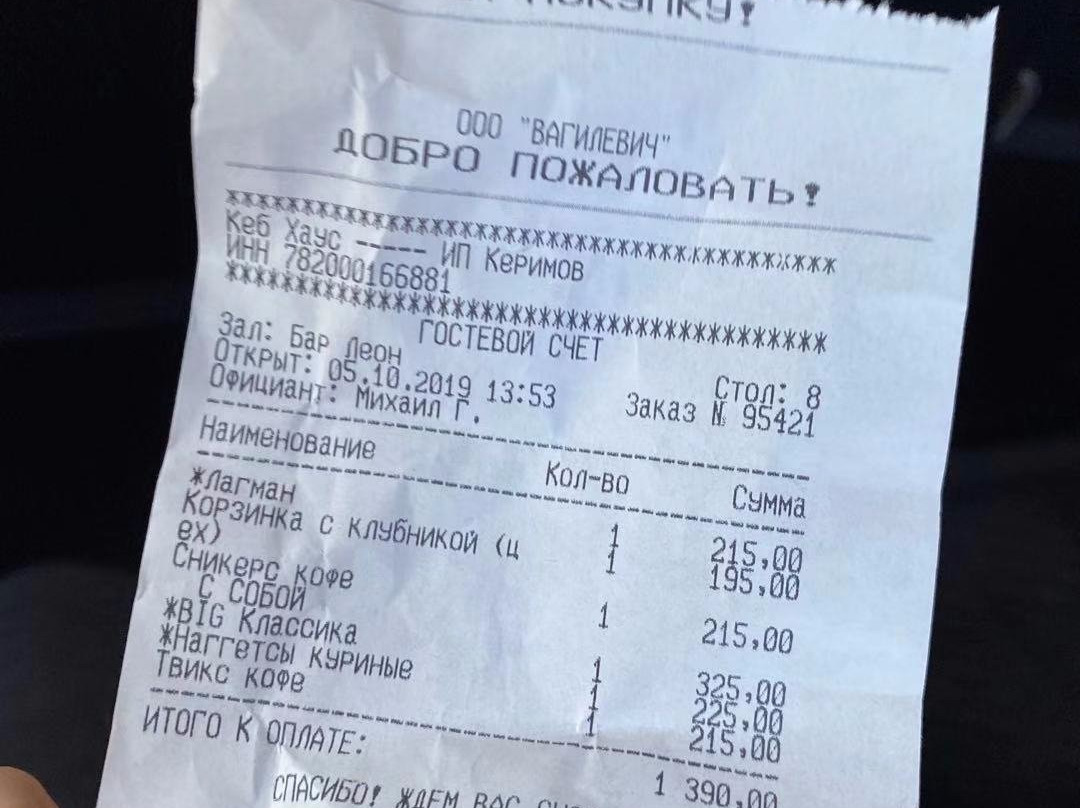 ПОКУПКУ!
ООО "ВАГИЛЕВИЧ"
ДОБРО ПОЖАЛОВАТЬ!
****************************************
Кеб Хаус ----- ИП Керимов
ИНН 782000166881
****************************************
ГОСТЕВОЙ СЧЕТ
Зал: Бар Леон Стол: 8
Открыт: 05.10.2019 13:53 Заказ № 95421
Официант: Михаил Г.
Наименование Кол-во Сумма
*Лагман 1 215,00
Корзинка с клубникой (ц 1 195,00
ех)
Сникерс кофе 1 215,00
С СОБОЙ
*BIG Классика 1 325,00
*Наггетсы куриные 1 225,00
Твикс кофе 1 215,00
ИТОГО К ОПЛАТЕ: 1 390,00
СПАСИБО! ЖДЕМ ВАС